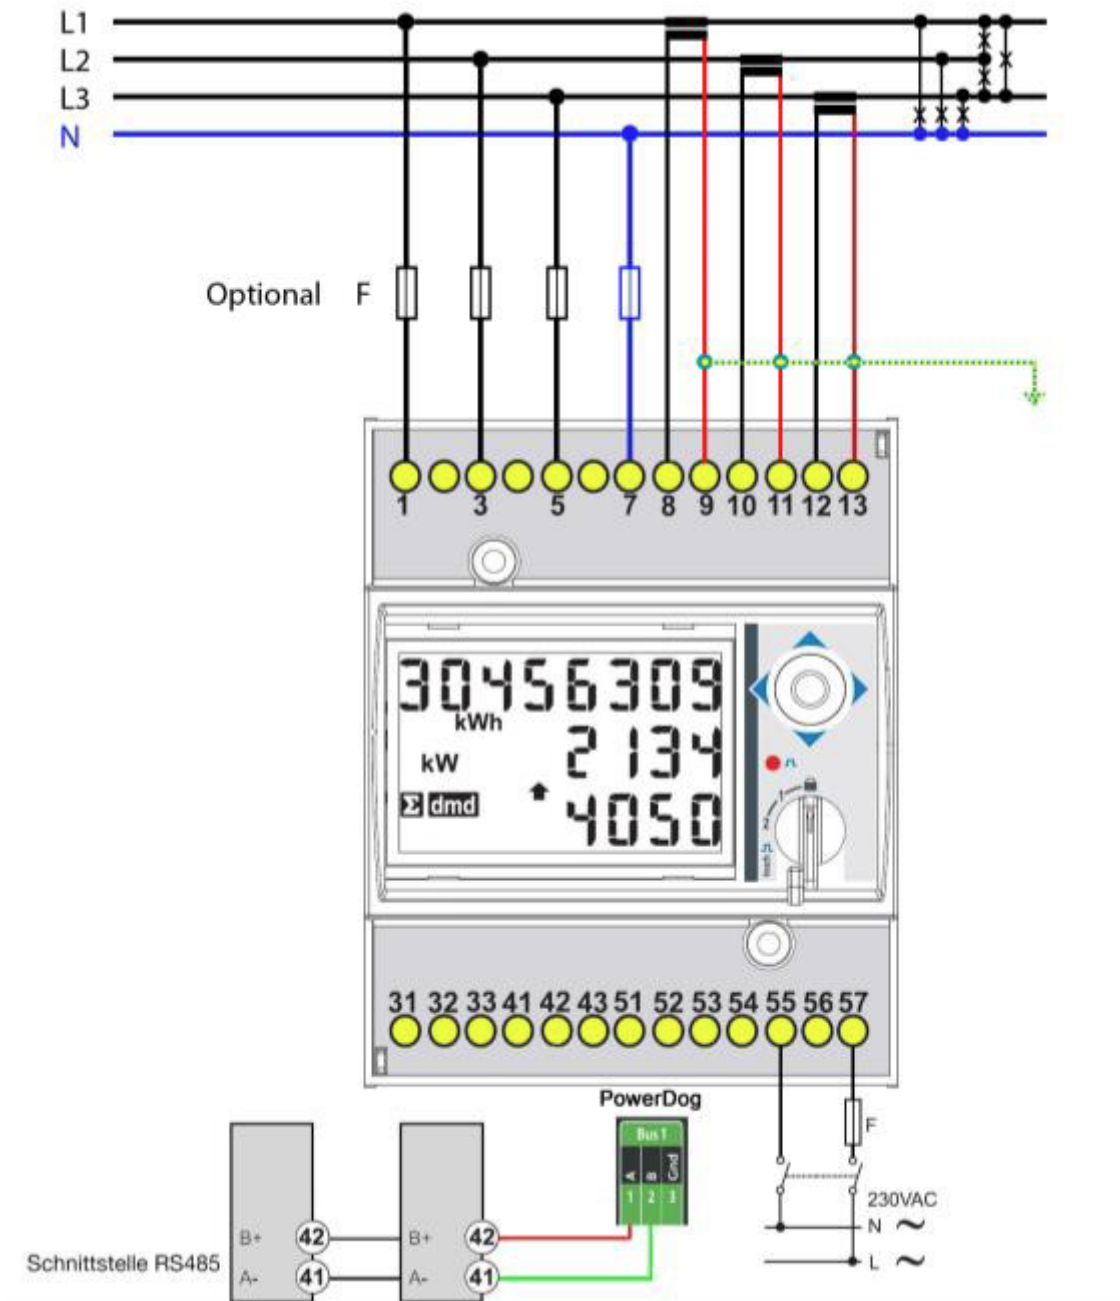 L1
L2
L3
N
Optional F
1 3 5 7 8 9 10 11 12 13
30456309
kWh
2134
kW
Σ dmd
4050
1
2
31 32 33 41 42 43 51 52 53 54 55 56 57
PowerDog
Bus 1
A B Gnd
1 2 3
F
230VAC
N ~
L ~
B+ 42 B+ 42
Schnittstelle RS485
A- 41 A- 41